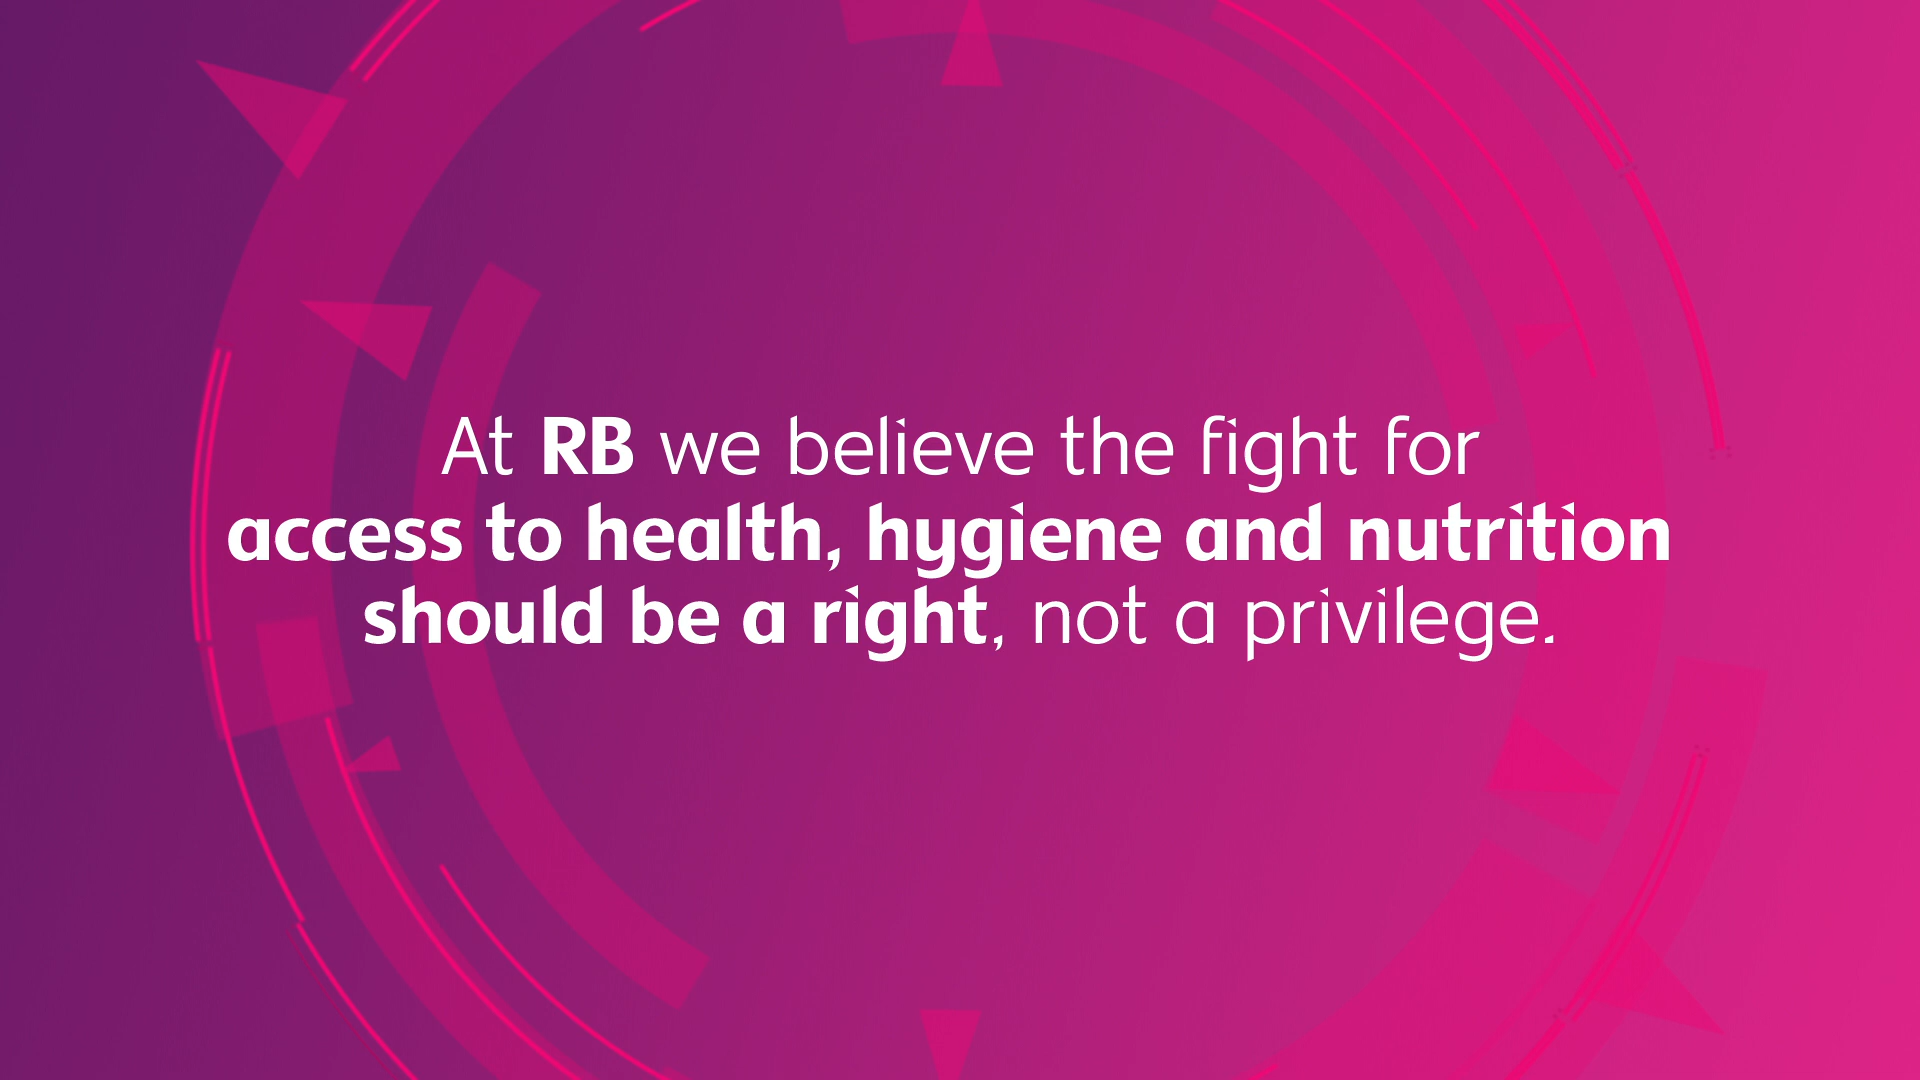 At RB we believe the fight for
access to health, hygiene and nutrition
should be a right, not a privilege.